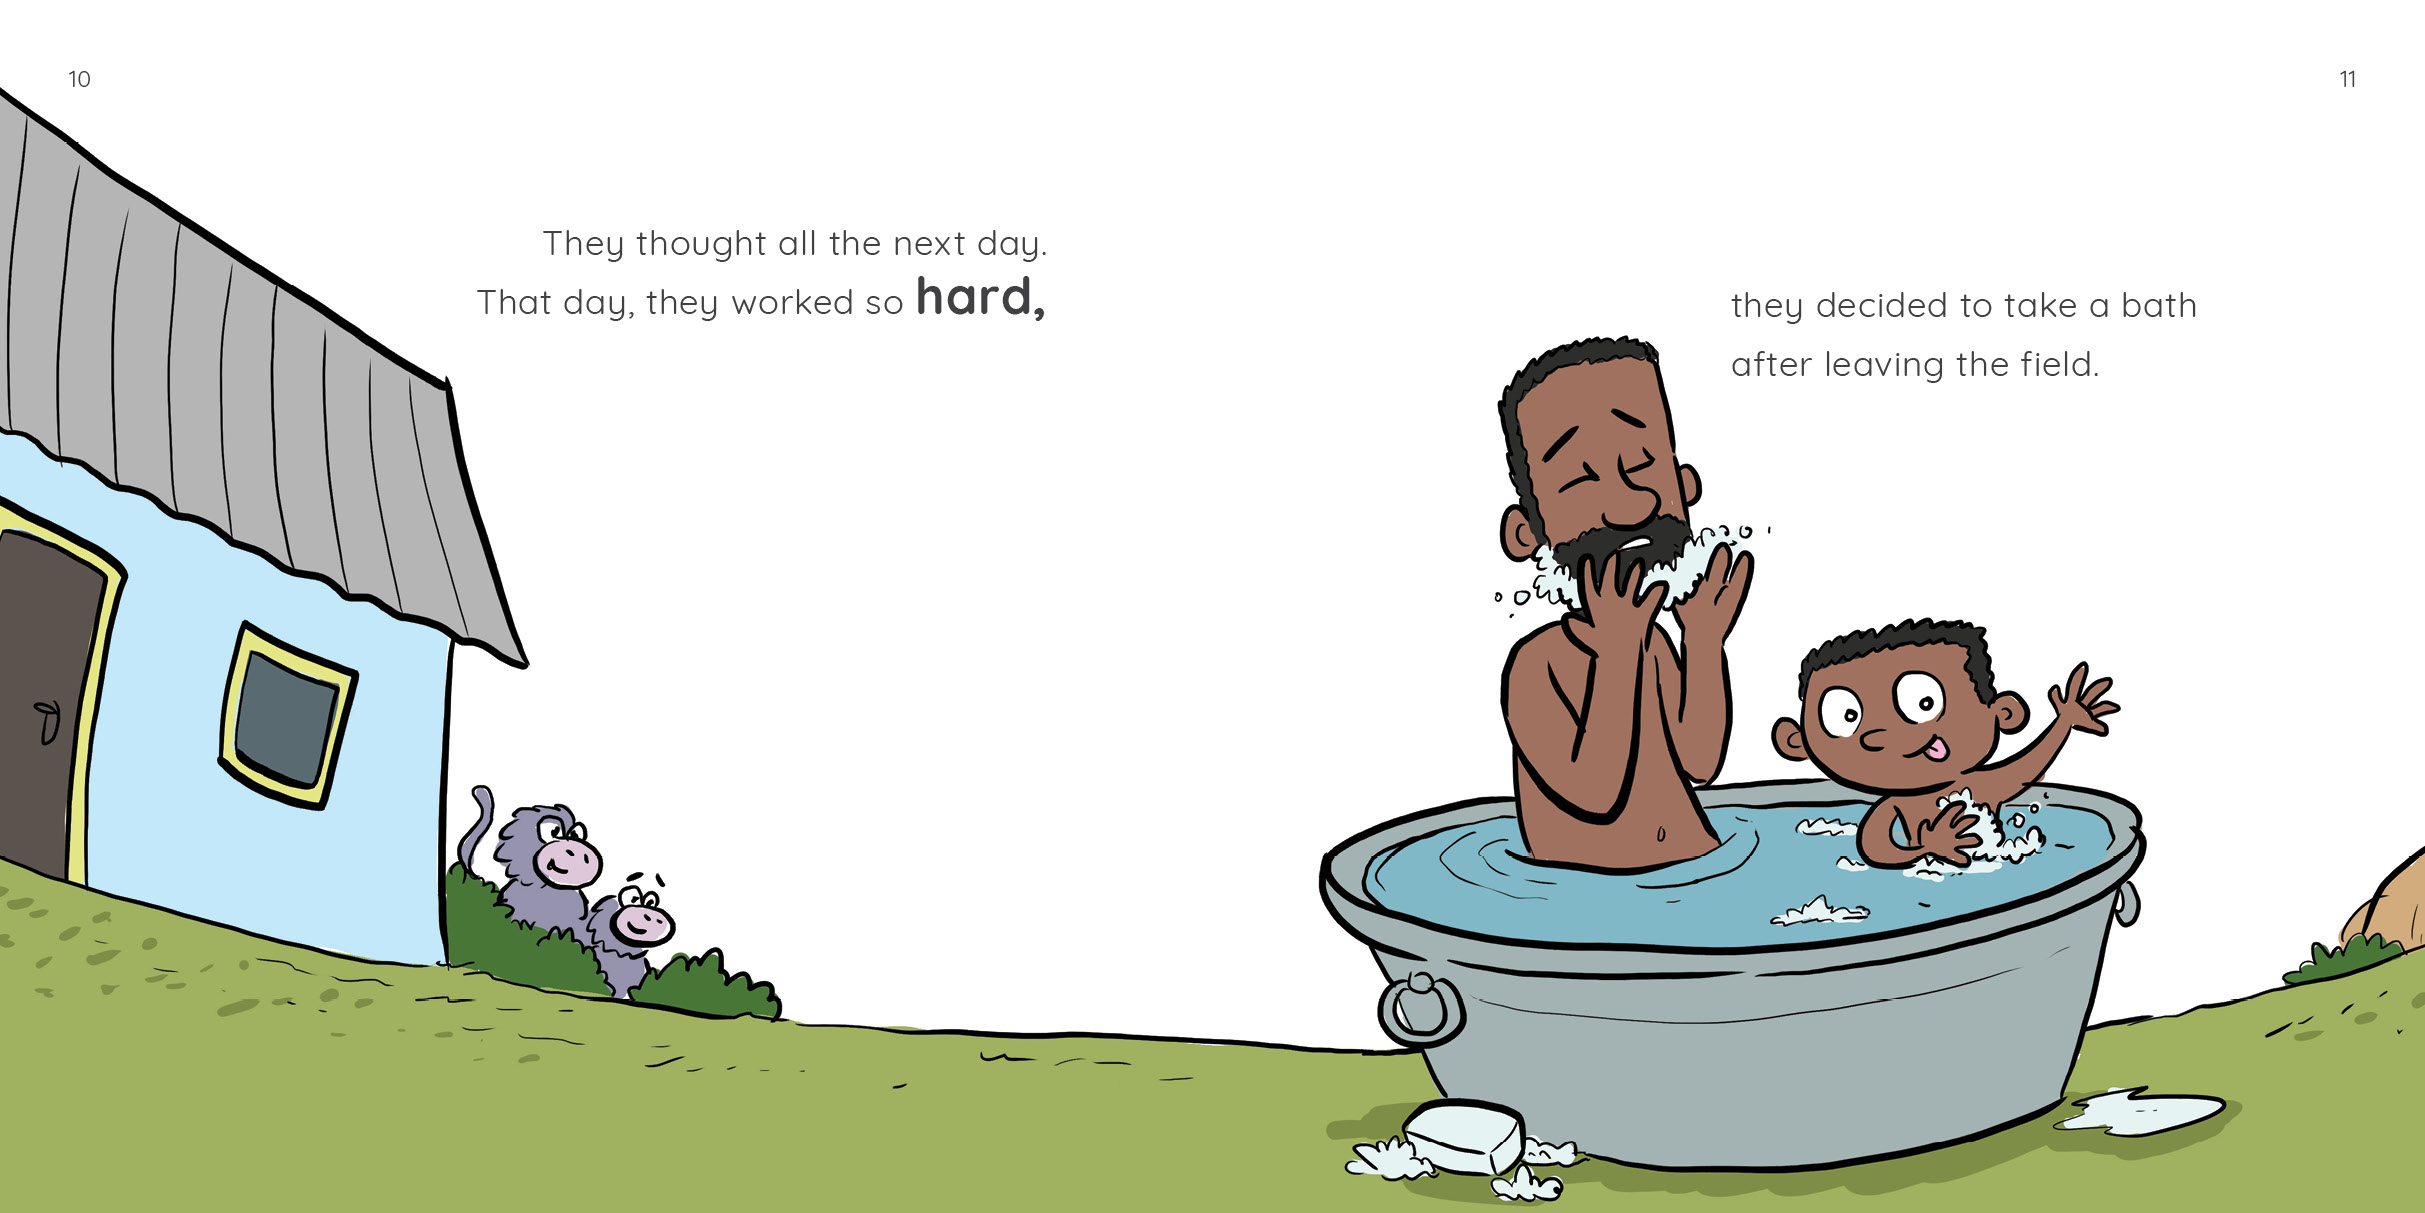 10
They thought all the next day.
That day, they worked so hard,
11
they decided to take a bath
after leaving the field.